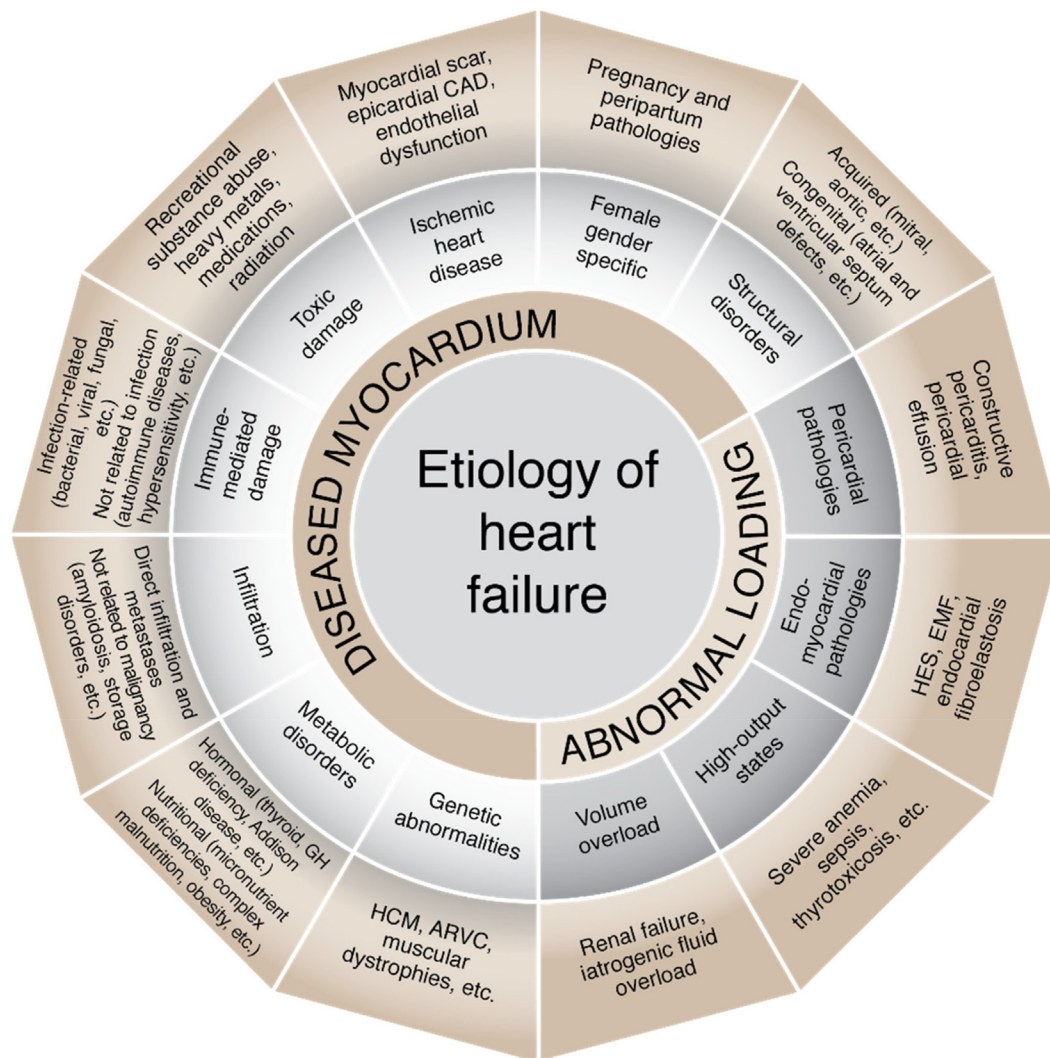 Etiology of
heart
failure
DISEASED MYOCARDIUM
ABNORMAL LOADING
Ischemic
heart
disease
Myocardial scar,
epicardial CAD,
endothelial
dysfunction
Female
gender
specific
Pregnancy and
peripartum
pathologies
Structural
disorders
Acquired (mitral,
aortic, etc.)
Congenital (atrial and
ventricular septum
defects, etc.)
Pericardial
pathologies
Constructive
pericarditis,
pericardial
effusion
Endo-
myocardial
pathologies
HES, EMF,
endocardial
fibroelastosis
High-output
states
Severe anemia,
sepsis,
thyrotoxicosis, etc.
Volume
overload
Renal failure,
iatrogenic fluid
overload
Genetic
abnormalities
HCM, ARVC,
muscular
dystrophies, etc.
Metabolic
disorders
Hormonal (thyroid, GH
deficiency, Addison
disease, etc.)
Nutritional (micronutrient
deficiencies, complex
malnutrition, obesity, etc.)
Infiltration
Direct infiltration and
metastases
Not related to malignancy
(amyloidosis, storage
disorders, etc.)
Immune-
mediated
damage
Infection-related
(bacterial, viral, fungal,
etc.)
Not related to infection
(autoimmune diseases,
hypersensitivity, etc.)
Toxic
damage
Recreational
substance abuse,
heavy metals,
medications,
radiation